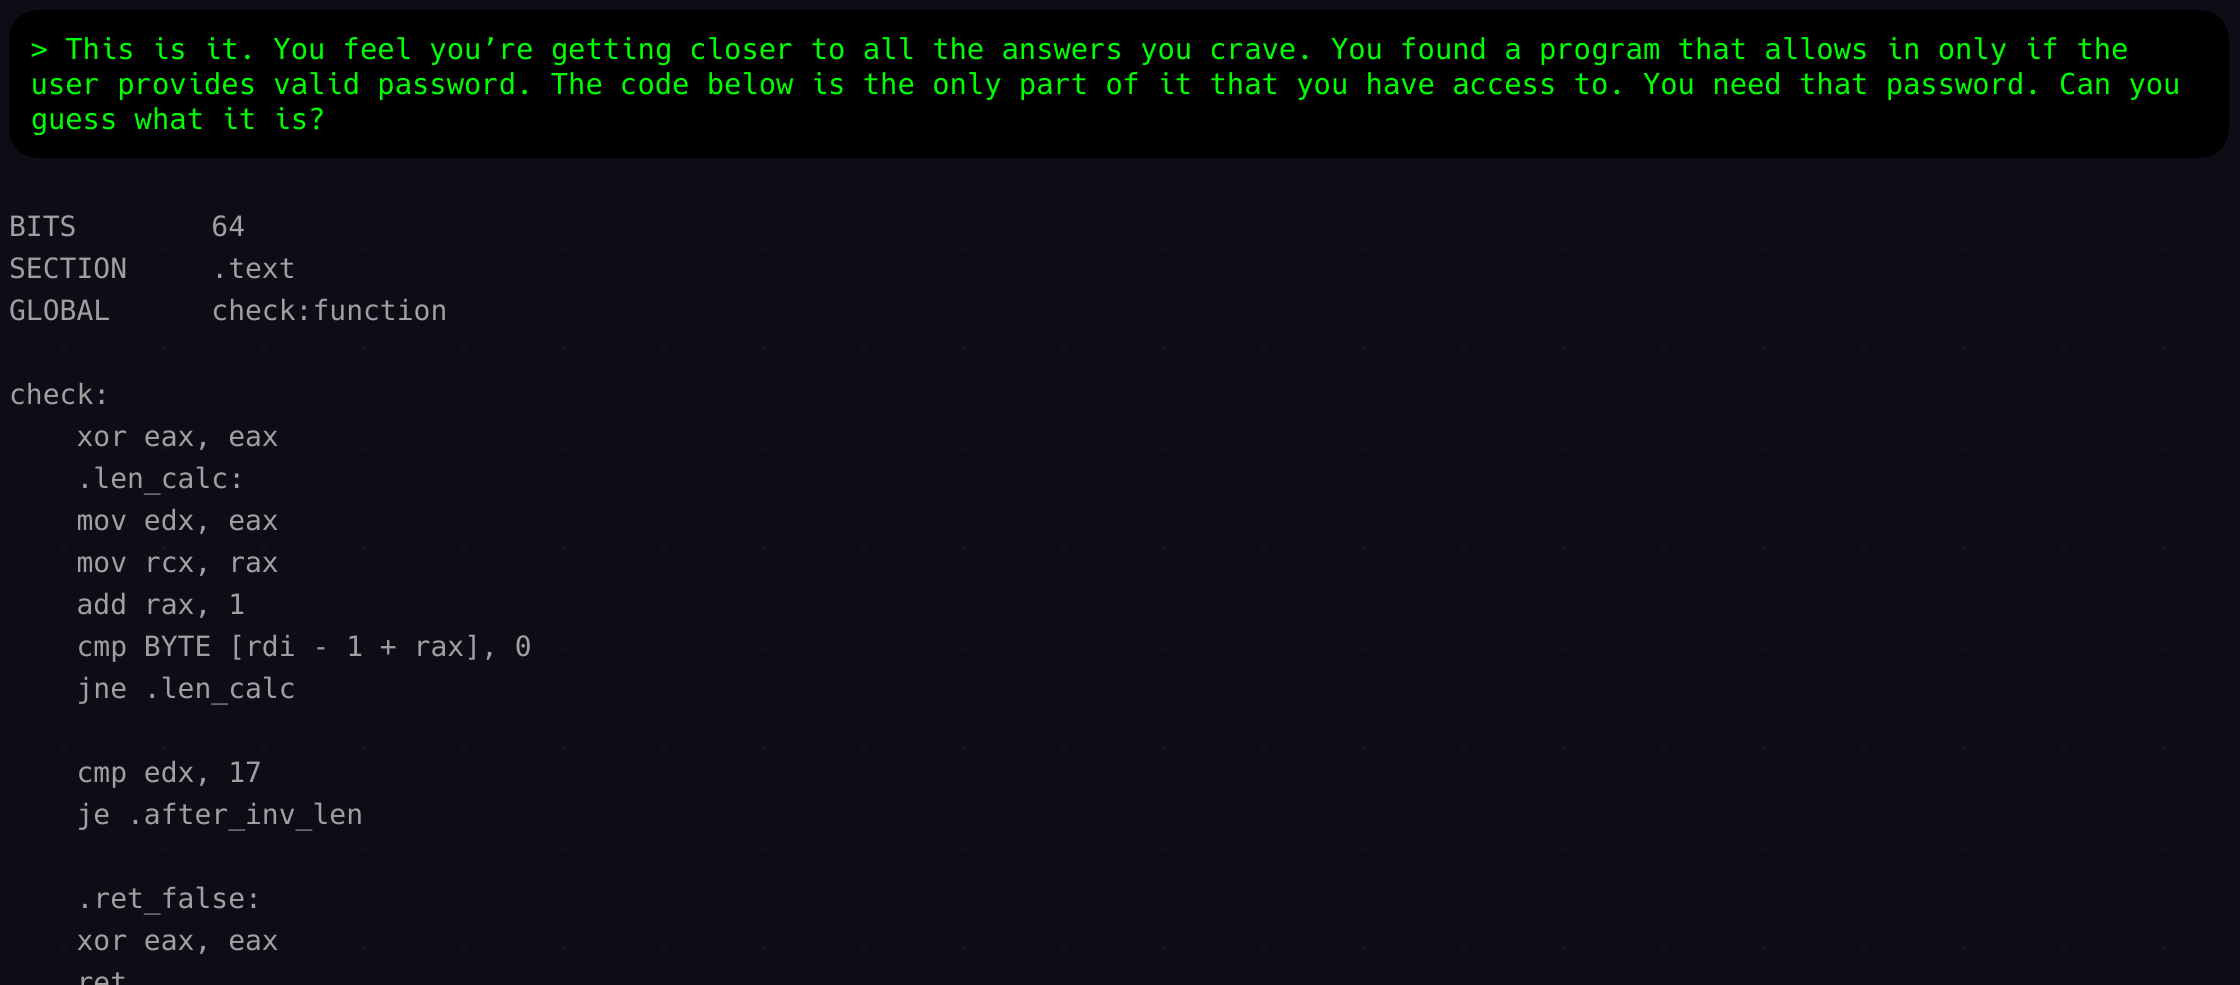 > This is it. You feel you’re getting closer to all the answers you crave. You found a program that allows in only if the
user provides valid password. The code below is the only part of it that you have access to. You need that password. Can you
guess what it is?
BITS        64
SECTION     .text
GLOBAL      check:function
check:
    xor eax, eax
    .len_calc:
    mov edx, eax
    mov rcx, rax
    add rax, 1
    cmp BYTE [rdi - 1 + rax], 0
    jne .len_calc
    cmp edx, 17
    je .after_inv_len
    .ret_false:
    xor eax, eax
    ret